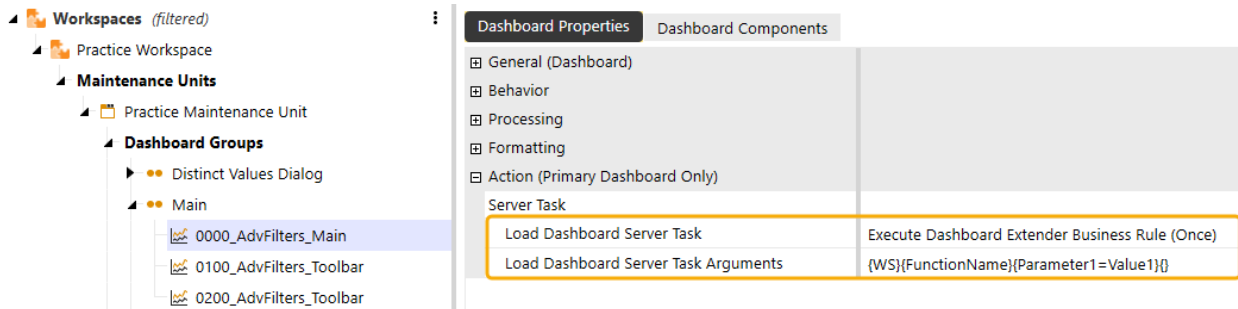 Workspaces (filtered)
Practice Workspace
Maintenance Units
Practice Maintenance Unit
Dashboard Groups
Distinct Values Dialog
Main
0000_AdvFilters_Main
0100_AdvFilters_Toolbar
0200_AdvFilters_Toolbar
Dashboard Properties Dashboard Components
General (Dashboard)
Behavior
Processing
Formatting
Action (Primary Dashboard Only)
Server Task
Load Dashboard Server Task Execute Dashboard Extender Business Rule (Once)
Load Dashboard Server Task Arguments {WS}{FunctionName}{Parameter1=Value1}{}